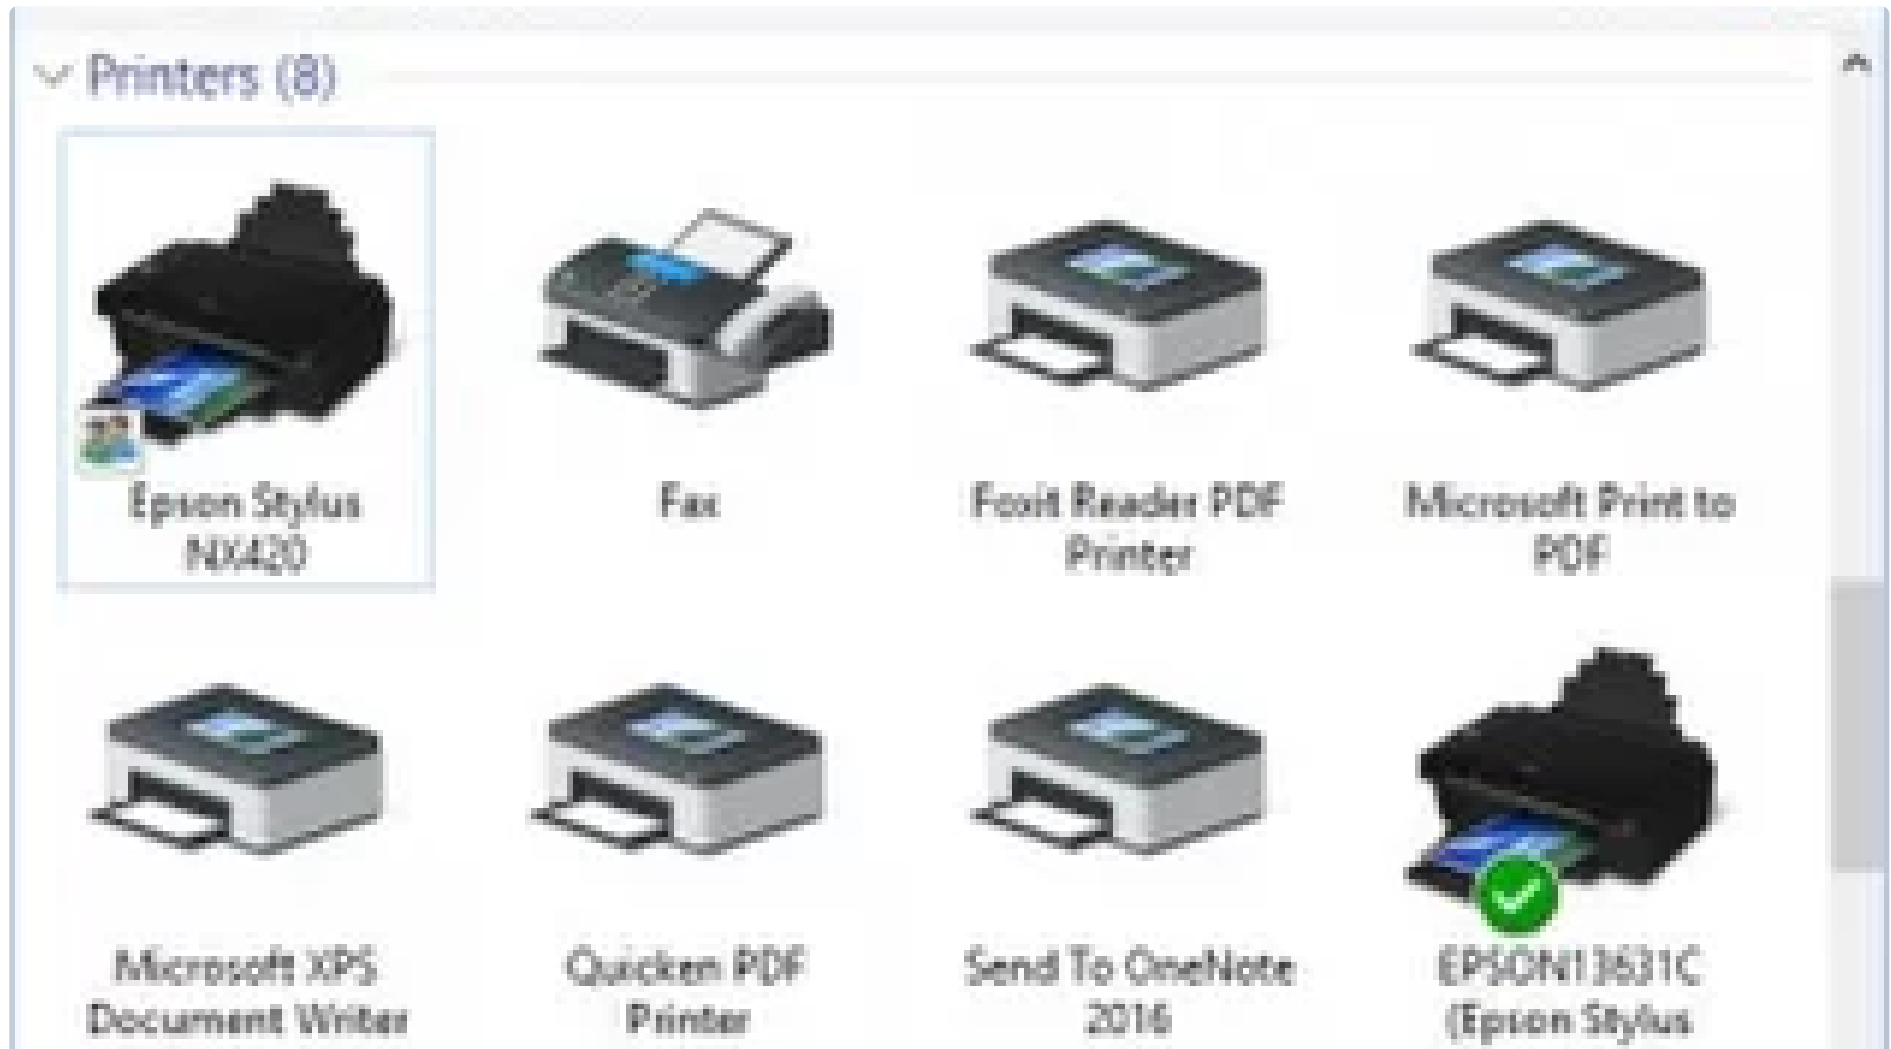 Printers (8)
Epson Stylus
NX420
Fax
Foxit Reader PDF
Printer
Microsoft Print to
PDF
Microsoft XPS
Document Writer
Quicken PDF
Printer
Send To OneNote
2016
EPSON13631C
(Epson Stylus